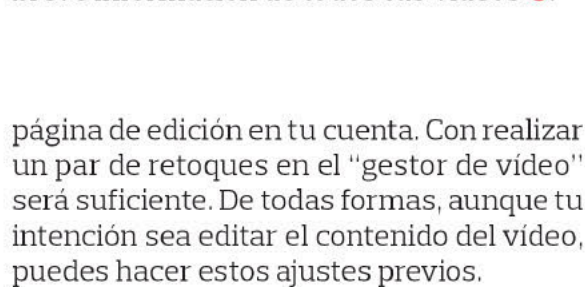 página de edición en tu cuenta. Con realizar
un par de retoques en el “gestor de vídeo”
será suficiente. De todas formas, aunque tu
intención sea editar el contenido del vídeo,
puedes hacer estos ajustes previos.